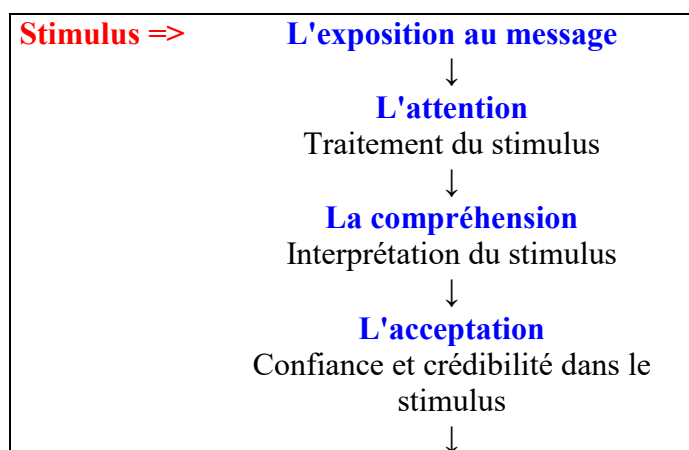 Stimulus => L'exposition au message
↓
L'attention
Traitement du stimulus
↓
La compréhension
Interprétation du stimulus
↓
L'acceptation
Confiance et crédibilité dans le
stimulus
↓